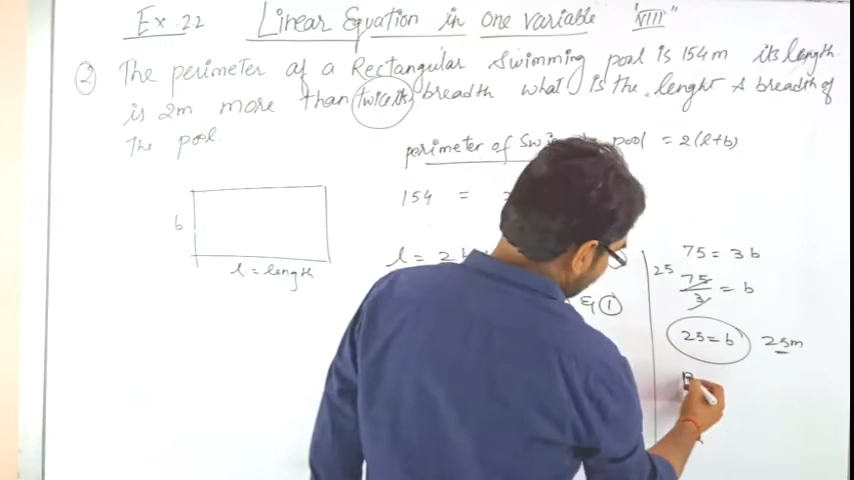 Ex. 22 Linear Equation in one variable "VIII"
② The perimeter of a Rectangular Swimming pool is 154m its length
is 2m more than twice its breadth what is the lenght & breadth of
The pool
perimeter of pool = 2(l+b)
154 =
b
l = length
l = 2b
①
75 = 3b
25
75/3 = b
25 = b 25m